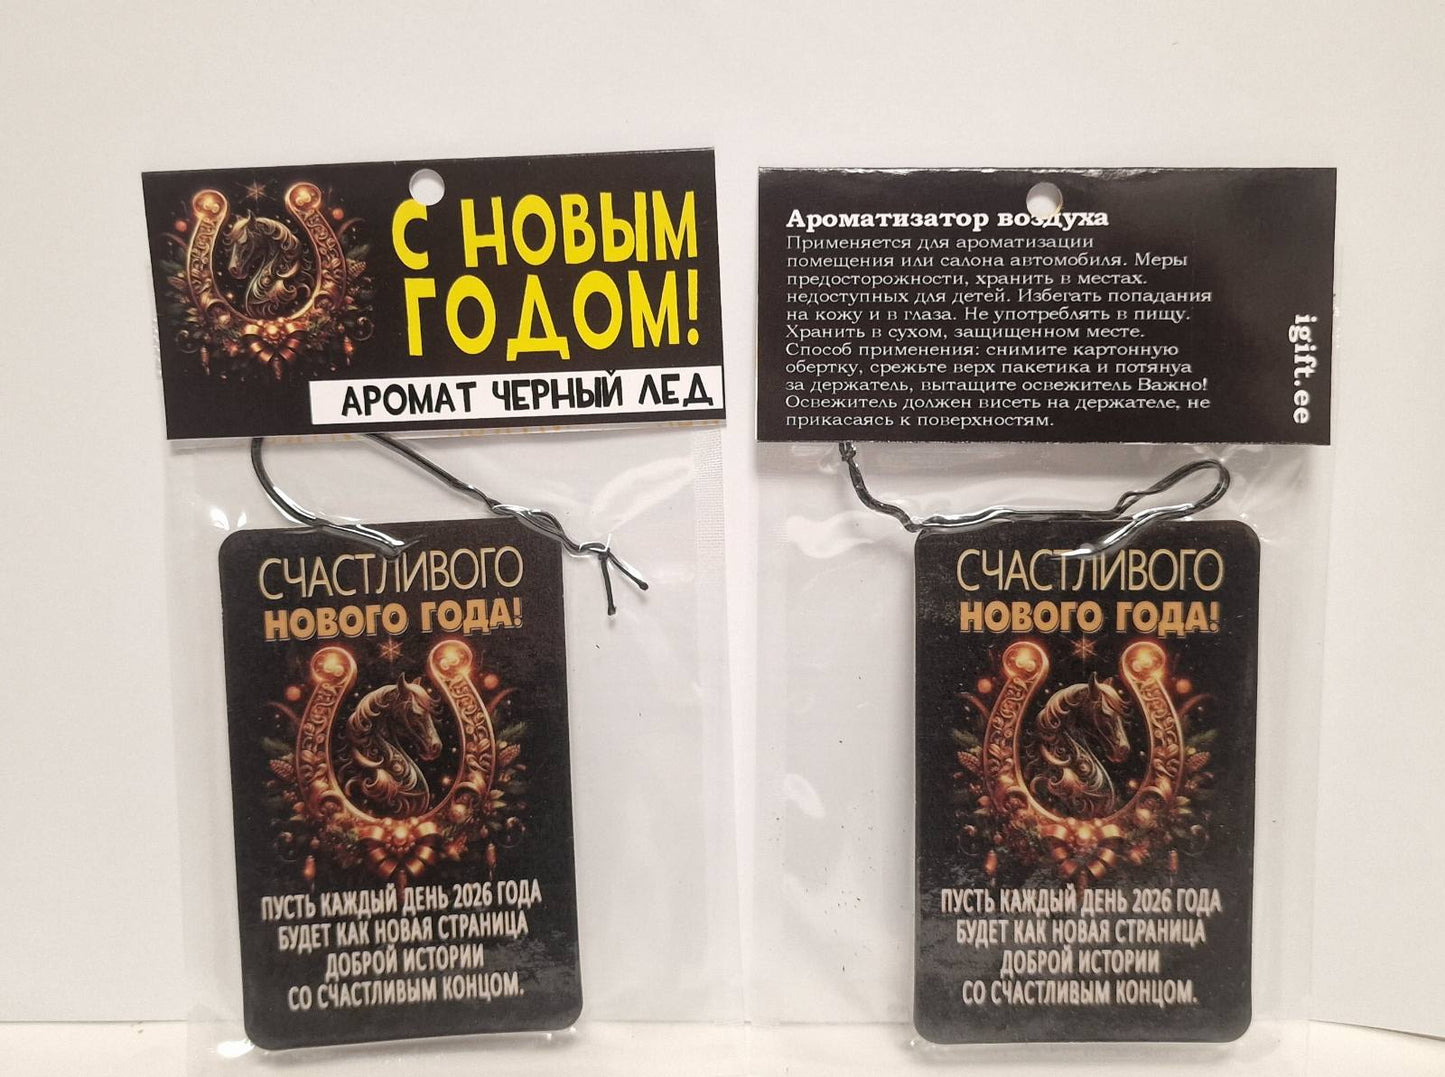 С НОВЫМ
ГОДОМ!
АРОМАТ ЧЕРНЫЙ ЛЕД
СЧАСТЛИВОГО
НОВОГО ГОДА!
ПУСТЬ КАЖДЫЙ ДЕНЬ 2026 ГОДА
БУДЕТ КАК НОВАЯ СТРАНИЦА
ДОБРОЙ ИСТОРИИ
СО СЧАСТЛИВЫМ КОНЦОМ.
Ароматизатор воздуха
Применяется для ароматизации
помещения или салона автомобиля. Меры
предосторожности, хранить в местах.
недоступных для детей. Избегать попадания
на кожу и в глаза. Не употреблять в пищу.
Хранить в сухом, защищенном месте.
Способ применения: снимите картонную
обертку, срежьте верх пакетика и потянуа
за держатель, вытащите освежитель Важно!
Освежитель должен висеть на держателе, не
прикасаясь к поверхностям.
igift.ee
СЧАСТЛИВОГО
НОВОГО ГОДА!
ПУСТЬ КАЖДЫЙ ДЕНЬ 2026 ГОДА
БУДЕТ КАК НОВАЯ СТРАНИЦА
ДОБРОЙ ИСТОРИИ
СО СЧАСТЛИВЫМ КОНЦОМ.